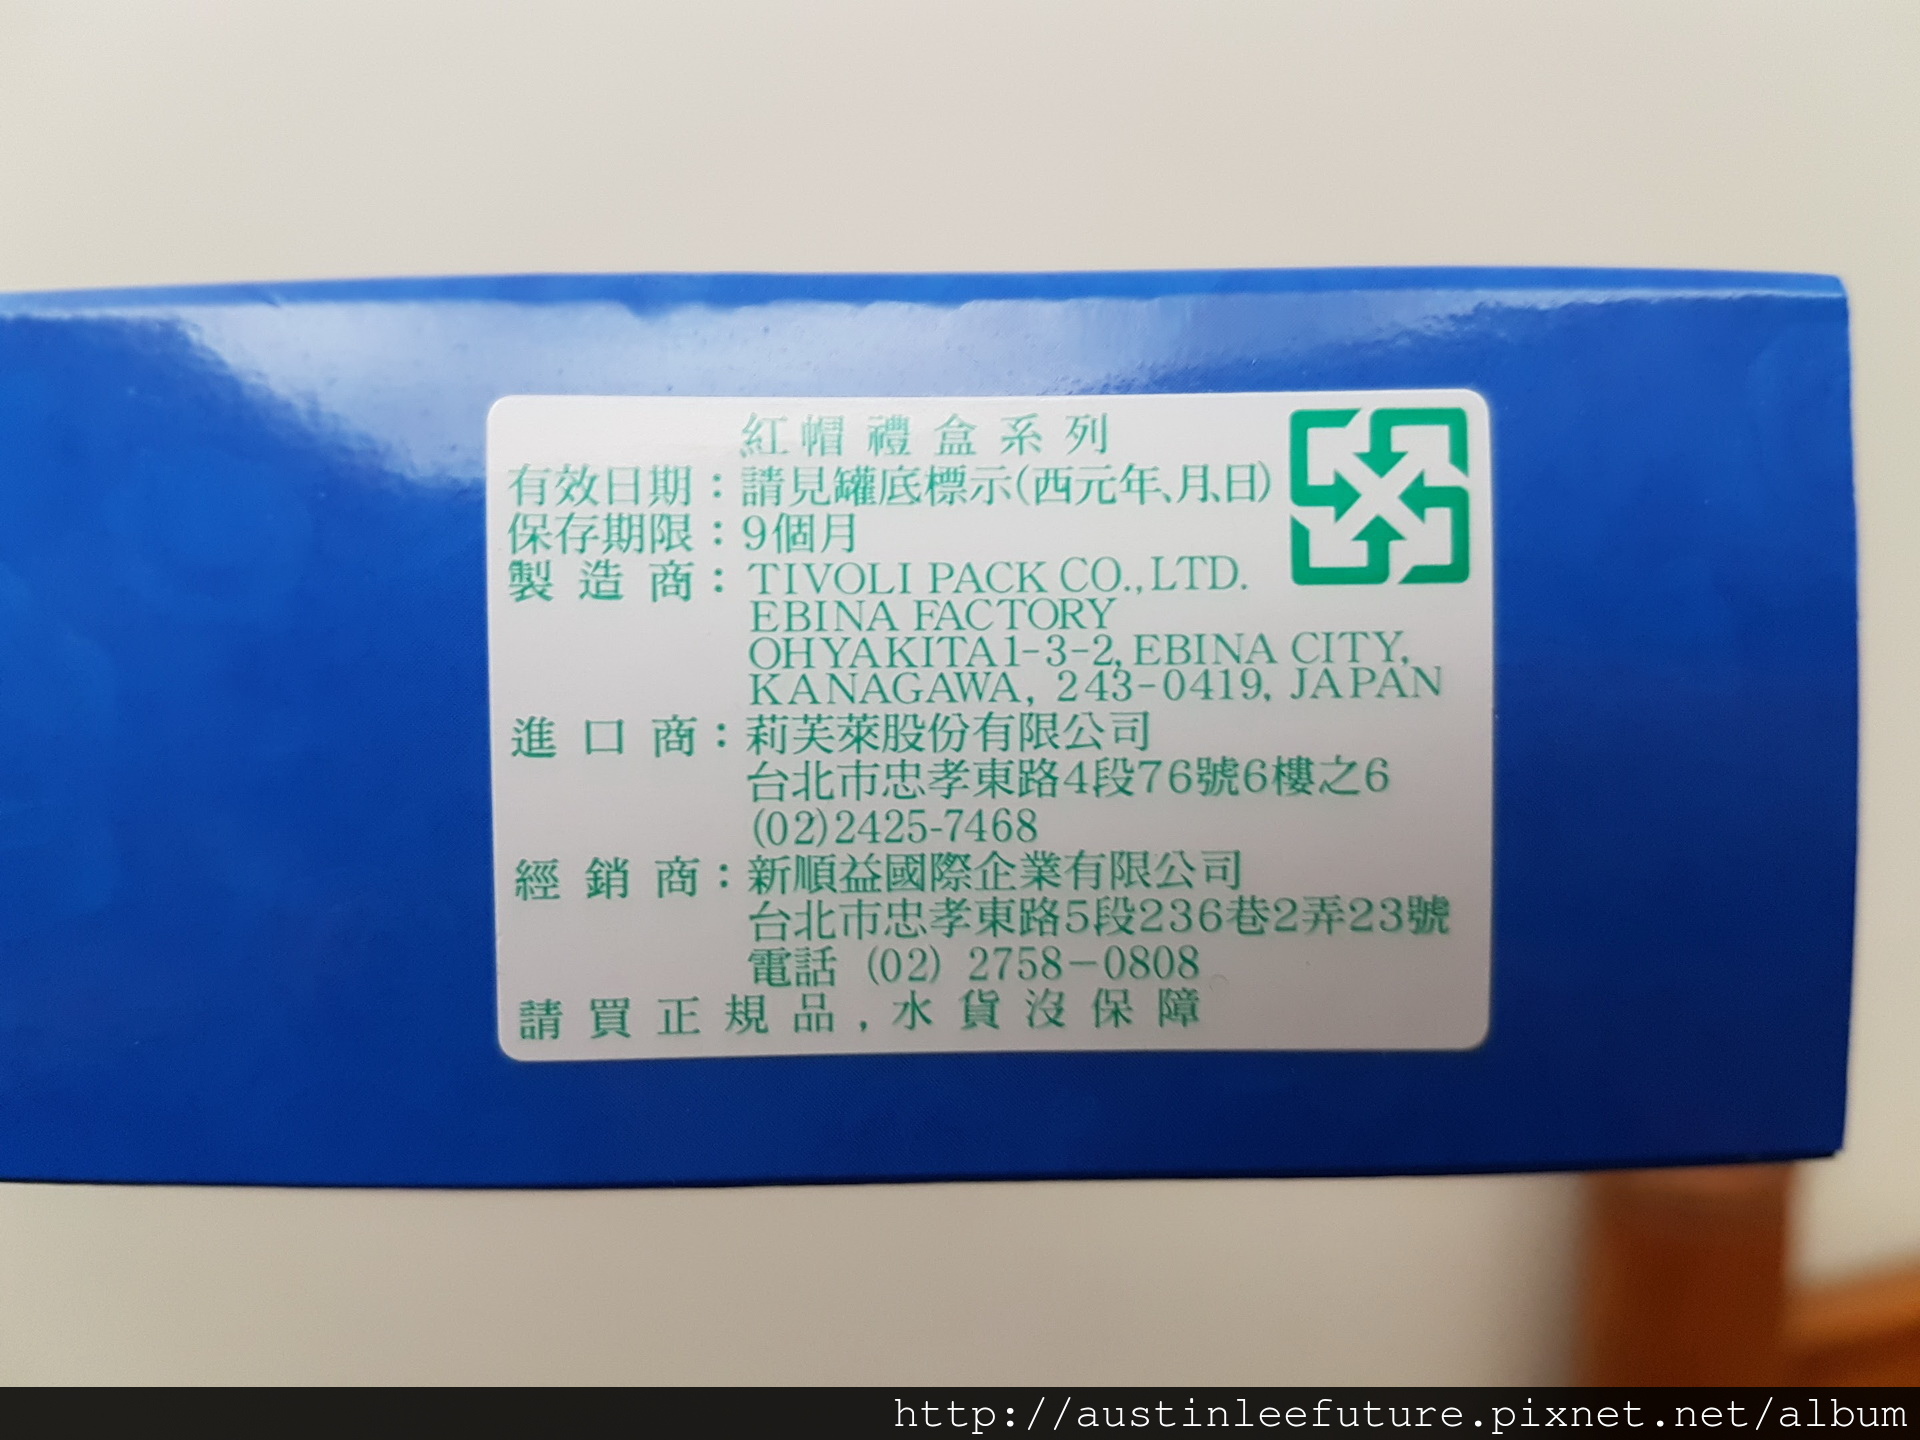 紅帽禮盒系列
有效日期：請見罐底標示(西元年、月、日)
保存期限：9個月
製造商：TIVOLI PACK CO.,LTD.
EBINA FACTORY
OHYAKITA1-3-2, EBINA CITY,
KANAGAWA, 243-0419, JAPAN
進口商：莉芙萊股份有限公司
台北市忠孝東路4段76號6樓之6
(02)2425-7468
經銷商：新順益國際企業有限公司
台北市忠孝東路5段236巷2弄23號
電話 (02) 2758-0808
請買正規品,水貨沒保障
http://austinleefuture.pixnet.net/album